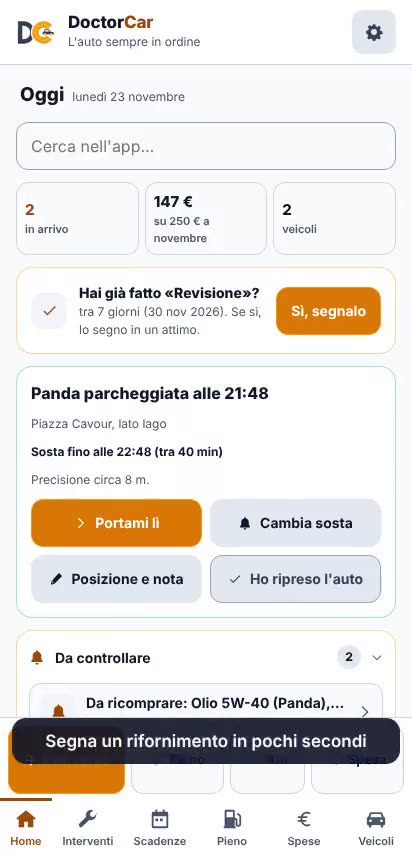 DoctorCar
L'auto sempre in ordine
Oggi lunedì 23 novembre
Cerca nell'app...
2
in arrivo
147 €
su 250 € a
novembre
2
veicoli
Hai già fatto «Revisione»?
tra 7 giorni (30 nov 2026). Se sì,
lo segno in un attimo.
Sì, segnalo
Panda parcheggiata alle 21:48
Piazza Cavour, lato lago
Sosta fino alle 22:48 (tra 40 min)
Precisione circa 8 m.
Portami lì
Cambia sosta
Posizione e nota
Ho ripreso l'auto
Da controllare
2
Da ricomprare: Olio 5W-40 (Panda),...
Segna un rifornimento in pochi secondi
Home
Interventi
Scadenze
Pieno
Spese
Veicoli